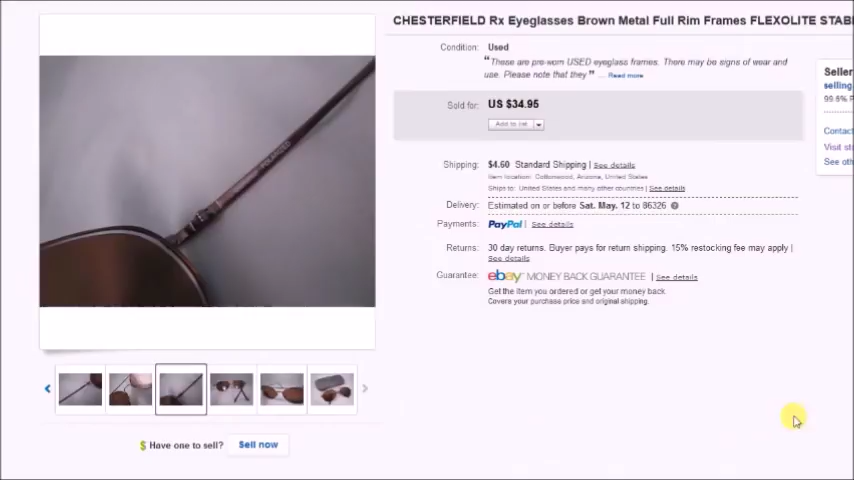 CHESTERFIELD Rx Eyeglasses Brown Metal Full Rim Frames FLEXOLITE STAB
Condition: Used
"These are pre-worn USED eyeglass frames. There may be signs of wear and
use. Please note that they " ... Read more
Sold for: US $34.95
Add to list
Shipping: $4.60 Standard Shipping | See details
Item location: Cottonwood, Arizona, United States
Ships to: United States and many other countries | See details
Delivery: Estimated on or before Sat. May. 12 to 86326
Payments: PayPal | See details
Returns: 30 day returns. Buyer pays for return shipping. 15% restocking fee may apply |
See details
Guarantee: ebay MONEY BACK GUARANTEE | See details
Get the item you ordered or get your money back.
Covers your purchase price and original shipping.
Seller
selling.
99.6% P
Contact
Visit st
See oth
POLARIZED
$ Have one to sell? Sell now